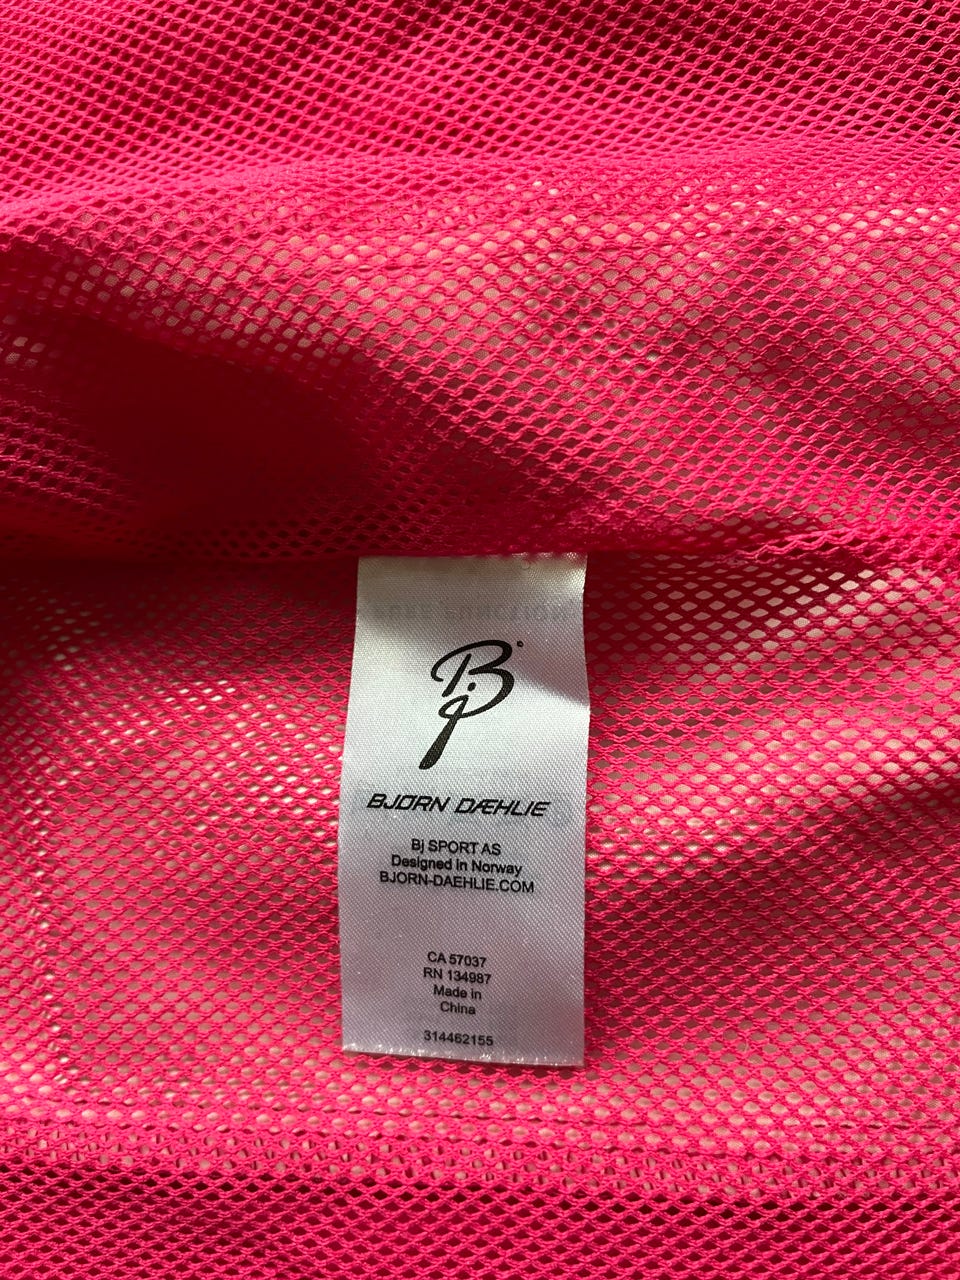 Bj
BJORN DÆHLIE
Bj SPORT AS
Designed in Norway
BJORN-DAEHLIE.COM
CA 57037
RN 134987
Made in
China
314462155